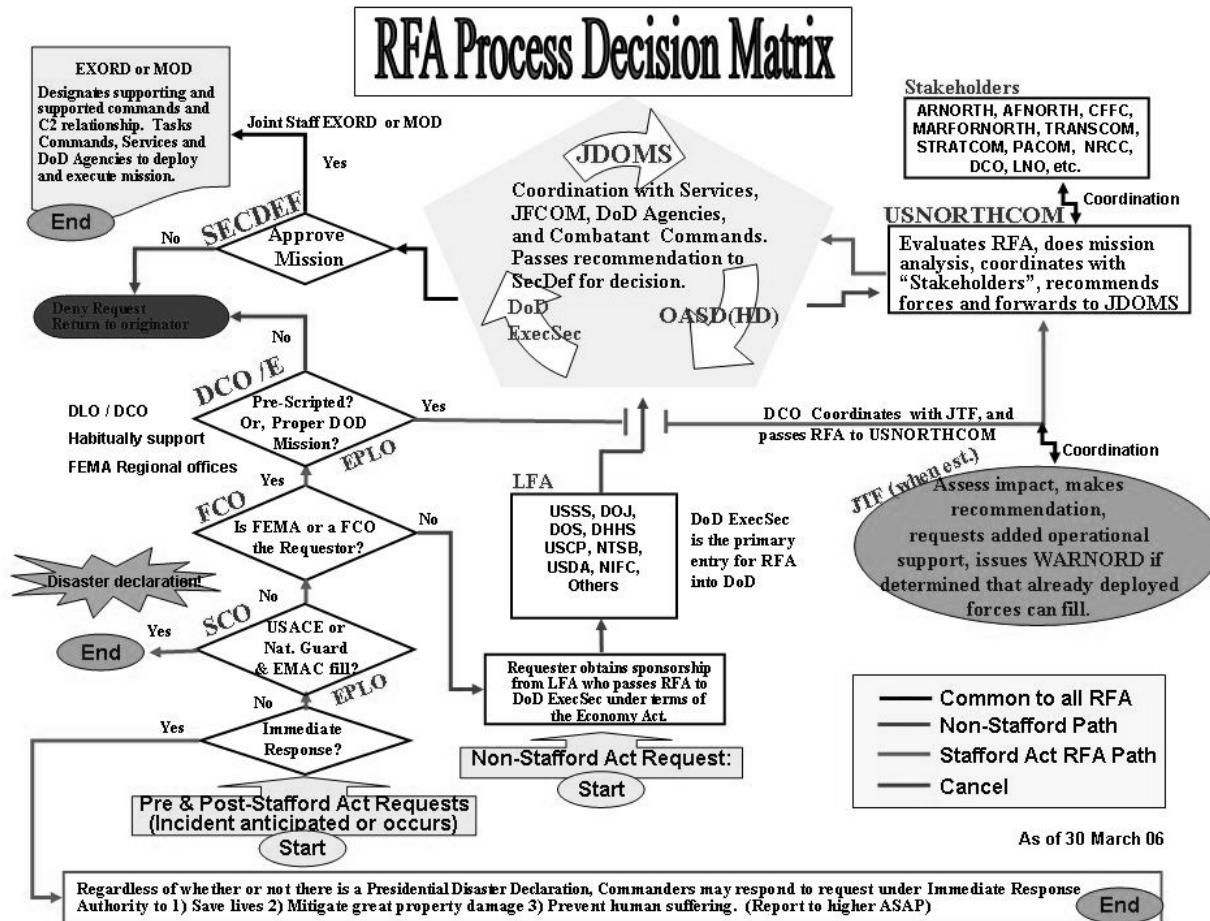 RFA Process Decision Matrix
EXORD or MOD
Designates supporting and
supported commands and
C2 relationship. Tasks
Commands, Services and
DoD Agencies to deploy
and execute mission.
End
Joint Staff EXORD or MOD
Yes
SECDEF
No
Approve
Mission
Deny Request
Return to originator
JDOMS
Coordination with Services,
JFCOM, DoD Agencies,
and Combatant Commands.
Passes recommendation to
SecDef for decision.
DoD
ExecSec
OASD(HD)
Stakeholders
ARNORTH, AFNORTH, CFFC,
MARFORNORTH, TRANSCOM,
STRATCOM, PACOM, NRCC,
DCO, LNO, etc.
Coordination
USNORTHCOM
Evaluates RFA, does mission
analysis, coordinates with
“Stakeholders”, recommends
forces and forwards to JDOMS
No
DCO /E
Pre-Scripted?
Or, Proper DOD
Mission?
Yes
EPLO
DLO / DCO
Habitually support
FEMA Regional offices
DCO Coordinates with JTF, and
passes RFA to USNORTHCOM
Coordination
JTF (when est.)
Assess impact, makes
recommendation,
requests added operational
support, issues WARNORD if
determined that already deployed
forces can fill.
Yes
FCO
Is FEMA or a FCO
the Requestor?
No
LFA
USSS, DOJ,
DOS, DHHS
USCP, NTSB,
USDA, NIFC,
Others
DoD ExecSec
is the primary
entry for RFA
into DoD
Disaster declaration!
No
SCO
Yes
End
USACE or
Nat. Guard
& EMAC fill?
EPLO
No
Yes
Immediate
Response?
Requester obtains sponsorship
from LFA who passes RFA to
DoD ExecSec under terms of
the Economy Act.
Non-Stafford Act Request:
Start
Pre & Post-Stafford Act Requests
(Incident anticipated or occurs)
Start
Common to all RFA
Non-Stafford Path
Stafford Act RFA Path
Cancel
As of 30 March 06
Regardless of whether or not there is a Presidential Disaster Declaration, Commanders may respond to request under Immediate Response
Authority to 1) Save lives 2) Mitigate great property damage 3) Prevent human suffering. (Report to higher ASAP)
End